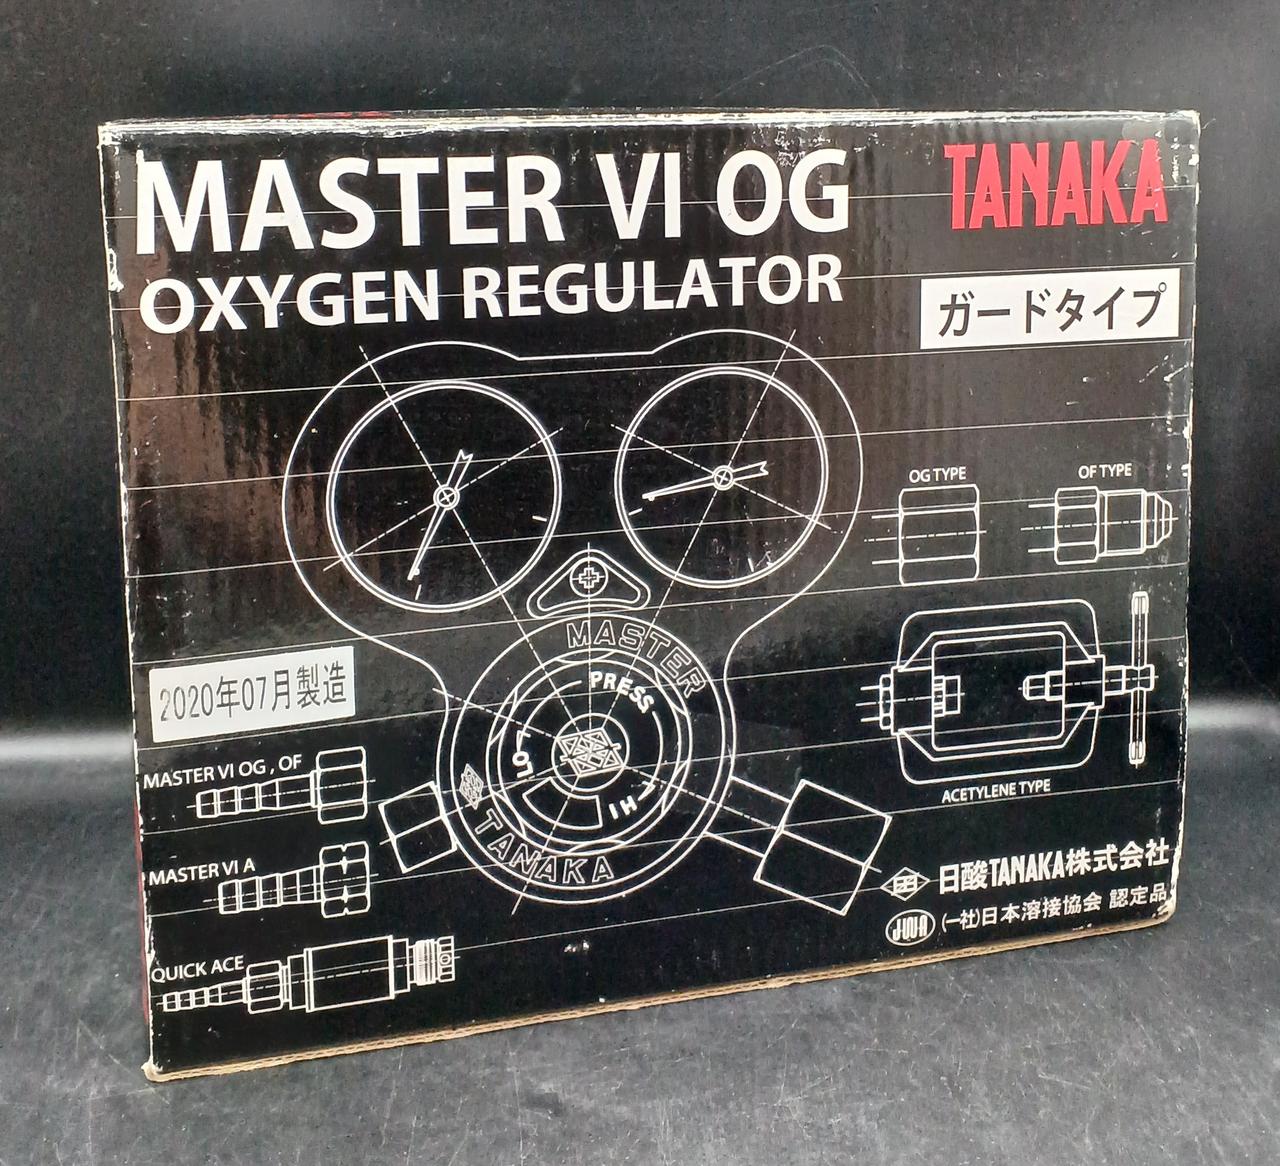 MASTER VI OG
TANAKA
OXYGEN REGULATOR
ガードタイプ
OG TYPE
OF TYPE
MASTER
PRESS
LO
HI
TANAKA
2020年07月製造
MASTER VI OG , OF
ACETYLENE TYPE
MASTER VI A
日酸TANAKA株式会社
JWA
(一社)日本溶接協会 認定品
QUICK ACE